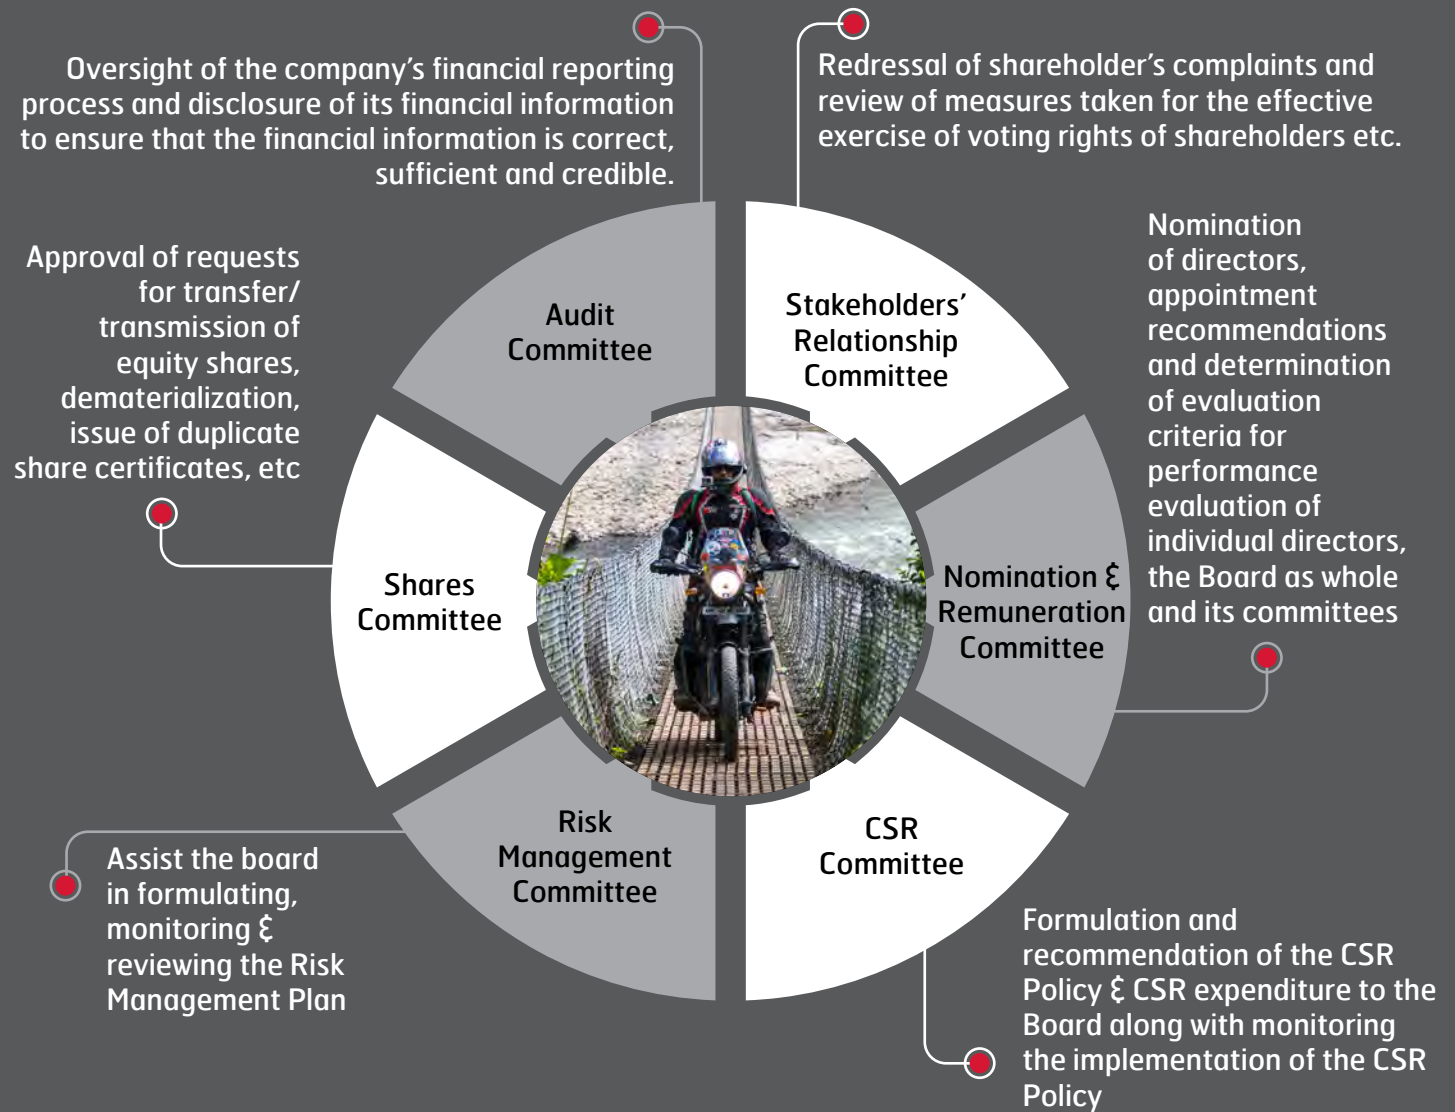 Oversight of the company's financial reporting
process and disclosure of its financial information
to ensure that the financial information is correct,
sufficient and credible.
Redressal of shareholder's complaints and
review of measures taken for the effective
exercise of voting rights of shareholders etc.
Approval of requests
for transfer/
transmission of
equity shares,
dematerialization,
issue of duplicate
share certificates, etc
Audit
Committee
Stakeholders'
Relationship
Committee
Nomination
of directors,
appointment
recommendations
and determination
of evaluation
criteria for
performance
evaluation of
individual directors,
the Board as whole
and its committees
Shares
Committee
Nomination &
Remuneration
Committee
Risk
Management
Committee
CSR
Committee
Assist the board
in formulating,
monitoring &
reviewing the Risk
Management Plan
Formulation and
recommendation of the CSR
Policy & CSR expenditure to the
Board along with monitoring
the implementation of the CSR
Policy